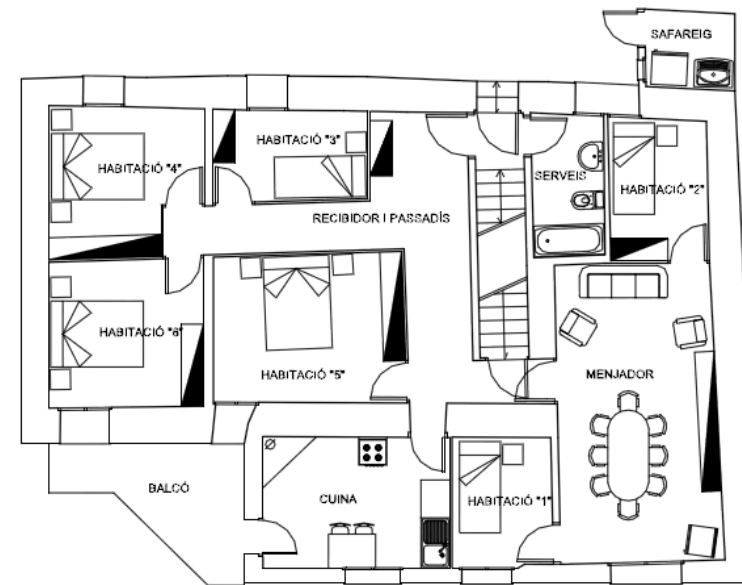 SAFAREIG
HABITACIÓ "3"
HABITACIÓ "4"
SERVEIS
HABITACIÓ "2"
RECIBIDOR I PASSADÍS
HABITACIÓ "6"
HABITACIÓ "5"
MENJADOR
BALCÓ
CUINA
HABITACIÓ "1"